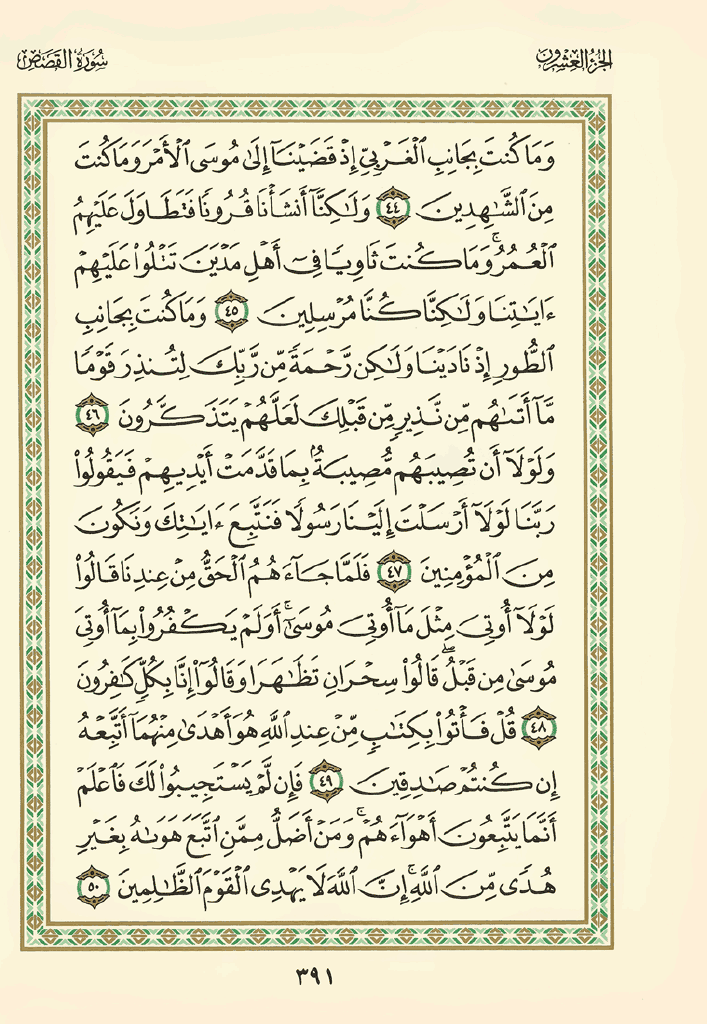 الجزء العشرون
سورة القصص
وَمَا كُنتَ بِجَانِبِ ٱلْغَرْبِيِّ إِذْ قَضَيْنَآ إِلَىٰ مُوسَى ٱلْأَمْرَ وَمَا كُنتَ
مِنَ ٱلشَّٰهِدِينَ ٤٤ وَلَٰكِنَّآ أَنشَأْنَا قُرُونًا فَتَطَاوَلَ عَلَيْهِمُ
ٱلْعُمُرُ ۚ وَمَا كُنتَ ثَاوِيًا فِىٓ أَهْلِ مَدْيَنَ تَتْلُوا۟ عَلَيْهِمْ
ءَايَٰتِنَا وَلَٰكِنَّا كُنَّا مُرْسِلِينَ ٤٥ وَمَا كُنتَ بِجَانِبِ
ٱلطُّورِ إِذْ نَادَيْنَا وَلَٰكِن رَّحْمَةً مِّن رَّبِّكَ لِتُنذِرَ قَوْمًا
مَّآ أَتَىٰهُم مِّن نَّذِيرٍ مِّن قَبْلِكَ لَعَلَّهُمْ يَتَذَكَّرُونَ ٤٦
وَلَوْلَآ أَن تُصِيبَهُم مُّصِيبَةٌۢ بِمَا قَدَّمَتْ أَيْدِيهِمْ فَيَقُولُوا۟
رَبَّنَا لَوْلَآ أَرْسَلْتَ إِلَيْنَا رَسُولًا فَنَتَّبِعَ ءَايَٰتِكَ وَنَكُونَ
مِنَ ٱلْمُؤْمِنِينَ ٤٧ فَلَمَّا جَآءَهُمُ ٱلْحَقُّ مِنْ عِندِنَا قَالُوا۟
لَوْلَآ أُوتِىَ مِثْلَ مَآ أُوتِىَ مُوسَىٰٓ ۚ أَوَلَمْ يَكْفُرُوا۟ بِمَآ أُوتِىَ
مُوسَىٰ مِن قَبْلُ ۖ قَالُوا۟ سِحْرَانِ تَظَٰهَرَا وَقَالُوٓا۟ إِنَّا بِكُلٍّ كَٰفِرُونَ
٤٨ قُلْ فَأْتُوا۟ بِكِتَٰبٍ مِّنْ عِندِ ٱللَّهِ هُوَ أَهْدَىٰ مِنْهُمَآ أَتَّبِعْهُ
إِن كُنتُمْ صَٰدِقِينَ ٤٩ فَإِن لَّمْ يَسْتَجِيبُوا۟ لَكَ فَٱعْلَمْ
أَنَّمَا يَتَّبِعُونَ أَهْوَآءَهُمْ ۚ وَمَنْ أَضَلُّ مِمَّنِ ٱتَّبَعَ هَوَىٰهُ بِغَيْرِ
هُدًى مِّنَ ٱللَّهِ ۚ إِنَّ ٱللَّهَ لَا يَهْدِى ٱلْقَوْمَ ٱلظَّٰلِمِينَ ٥٠
٣٩١